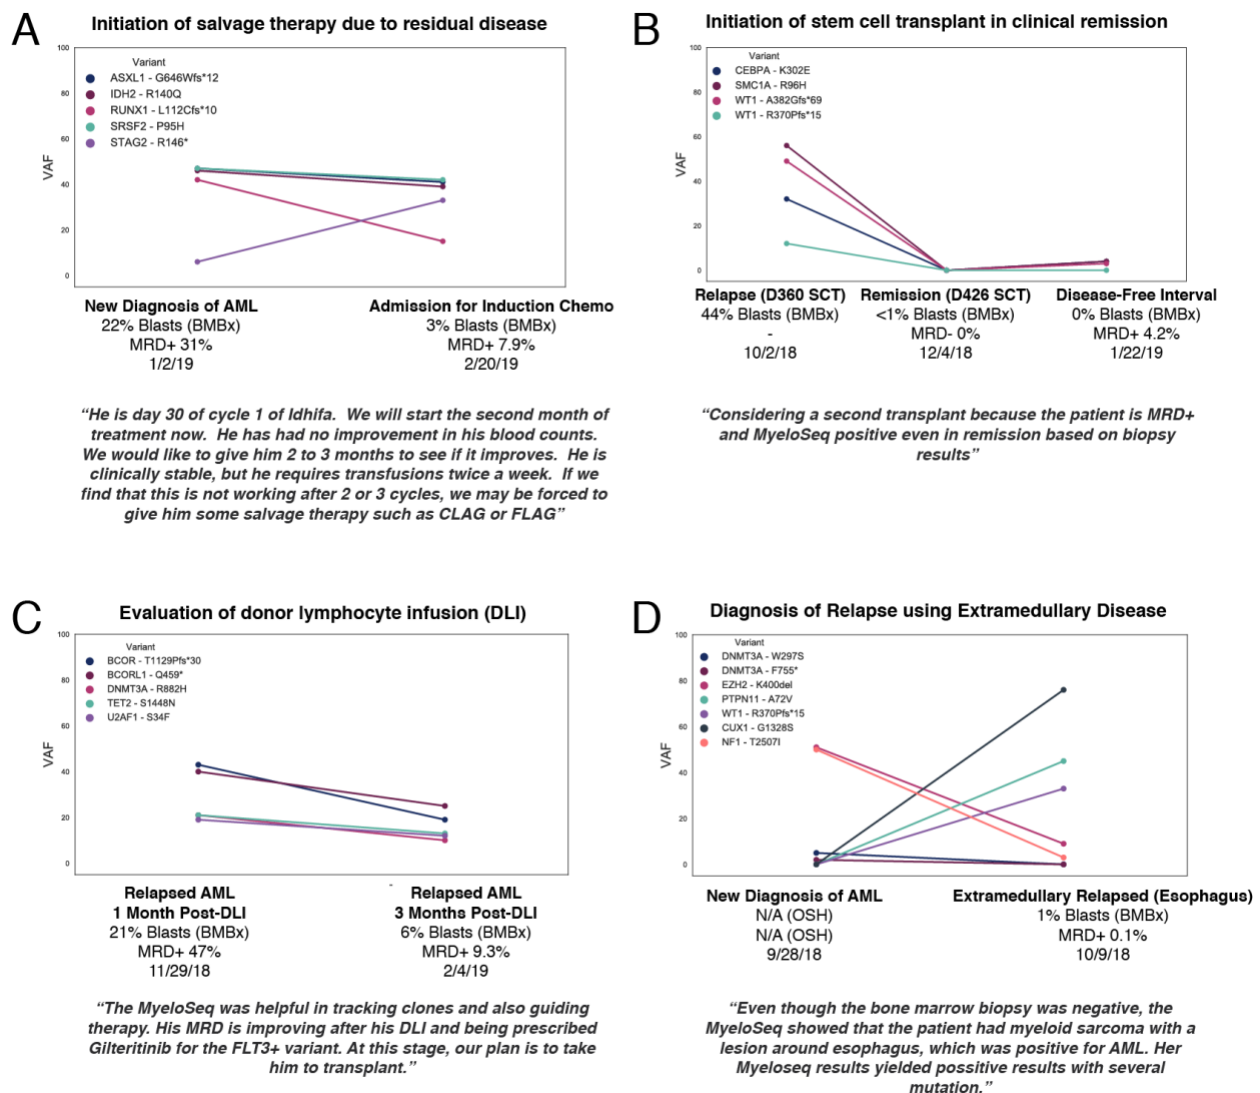 A
Initiation of salvage therapy due to residual disease
100
80
60
40
20
0
VAF
Variant
ASXL1 - G646Wfs*12
IDH2 - R140Q
RUNX1 - L112Cfs*10
SRSF2 - P95H
STAG2 - R146*
New Diagnosis of AML
22% Blasts (BMBx)
MRD+ 31%
1/2/19
Admission for Induction Chemo
3% Blasts (BMBx)
MRD+ 7.9%
2/20/19
“He is day 30 of cycle 1 of Idhifa. We will start the second month of
treatment now. He has had no improvement in his blood counts.
We would like to give him 2 to 3 months to see if it improves. He is
clinically stable, but he requires transfusions twice a week. If we
find that this is not working after 2 or 3 cycles, we may be forced to
give him some salvage therapy such as CLAG or FLAG”
B
Initiation of stem cell transplant in clinical remission
100
80
60
40
20
0
VAF
Variant
CEBPA - K302E
SMC1A - R96H
WT1 - A382Gfs*69
WT1 - R370Pfs*15
Relapse (D360 SCT)
44% Blasts (BMBx)
-
10/2/18
Remission (D426 SCT)
<1% Blasts (BMBx)
MRD- 0%
12/4/18
Disease-Free Interval
0% Blasts (BMBx)
MRD+ 4.2%
1/22/19
“Considering a second transplant because the patient is MRD+
and MyeloSeq positive even in remission based on biopsy
results”
C
Evaluation of donor lymphocyte infusion (DLI)
100
80
60
40
20
0
VAF
Variant
BCOR - T1129Pfs*30
BCORL1 - Q459*
DNMT3A - R882H
TET2 - S1448N
U2AF1 - S34F
Relapsed AML
1 Month Post-DLI
21% Blasts (BMBx)
MRD+ 47%
11/29/18
-
Relapsed AML
3 Months Post-DLI
6% Blasts (BMBx)
MRD+ 9.3%
2/4/19
“The MyeloSeq was helpful in tracking clones and also guiding
therapy. His MRD is improving after his DLI and being prescribed
Gilteritinib for the FLT3+ variant. At this stage, our plan is to take
him to transplant.”
D
Diagnosis of Relapse using Extramedullary Disease
100
80
60
40
20
0
VAF
Variant
DNMT3A - W297S
DNMT3A - F755*
EZH2 - K400del
PTPN11 - A72V
WT1 - R370Pfs*15
CUX1 - G1328S
NF1 - T2507I
New Diagnosis of AML
N/A (OSH)
N/A (OSH)
9/28/18
Extramedullary Relapsed (Esophagus)
1% Blasts (BMBx)
MRD+ 0.1%
10/9/18
“Even though the bone marrow biopsy was negative, the
MyeloSeq showed that the patient had myeloid sarcoma with a
lesion around esophagus, which was positive for AML. Her
Myeloseq results yielded possitive results with several
mutation.”